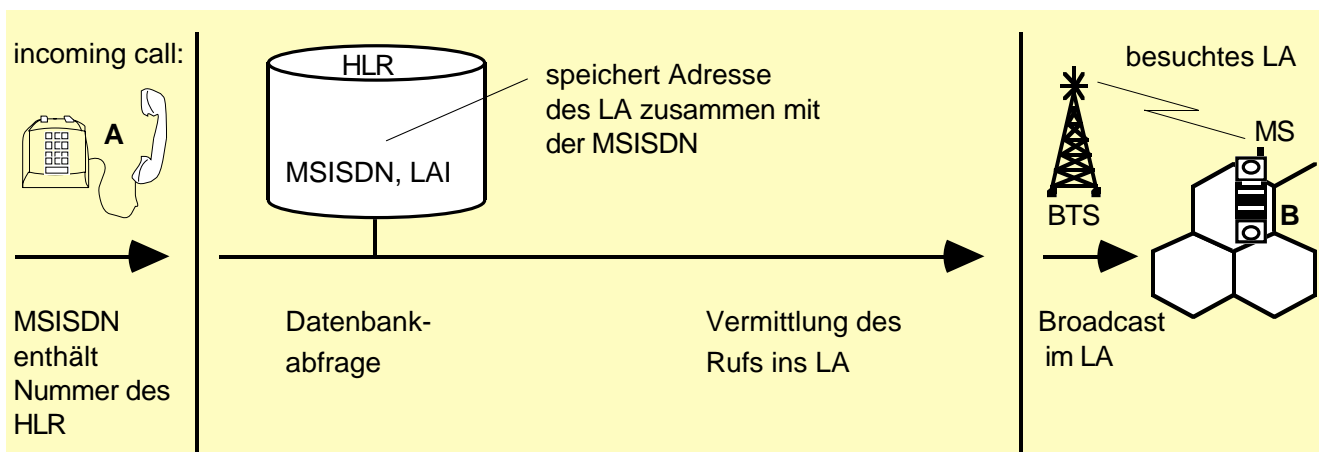 incoming call:
A
MSISDN
enthält
Nummer des
HLR
HLR
MSISDN, LAI
speichert Adresse
des LA zusammen mit
der MSISDN
Datenbank-
abfrage
Vermittlung des
Rufs ins LA
besuchtes LA
MS
BTS
B
Broadcast
im LA